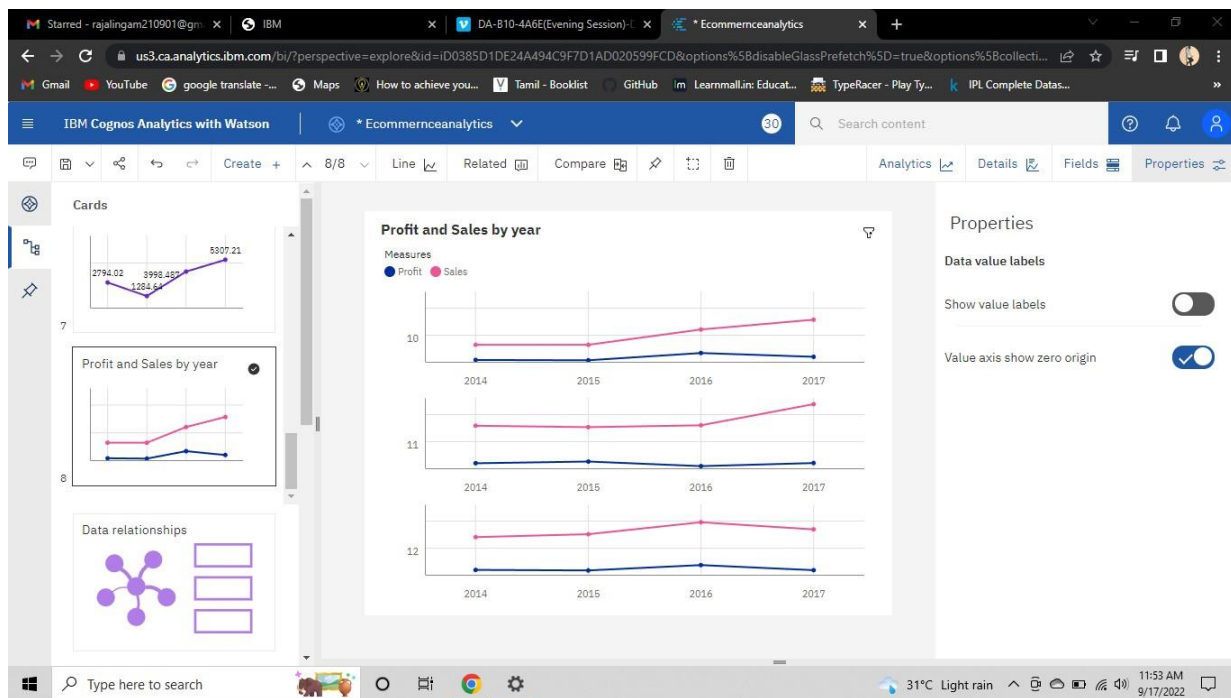 Starred - rajalingam210901@gm
IBM
DA-B10-4A6E(Evening Session)-D
* Ecommernceanalytics
us3.ca.analytics.ibm.com/bi/?perspective=explore&id=iD0385D1DE24A494C9F7D1AD020599FCD&options%5BdisableGlassPrefetch%5D=true&options%5Bcollecti...
Gmail
YouTube
google translate -...
Maps
How to achieve you...
Tamil - Booklist
GitHub
Learnmall.in: Educat...
TypeRacer - Play Ty...
IPL Complete Datas...
»
IBM Cognos Analytics with Watson
* Ecommernceanalytics
30
Search content
Create +
8/8
Line
Related
Compare
Analytics
Details
Fields
Properties
Cards
2794.02
1284.64
3998.487
5307.21
7
Profit and Sales by year
8
Data relationships
Profit and Sales by year
Measures
Profit Sales
10
2014 2015 2016 2017
11
2014 2015 2016 2017
12
2014 2015 2016 2017
Properties
Data value labels
Show value labels
Value axis show zero origin
Type here to search
31°C Light rain
11:53 AM
9/17/2022